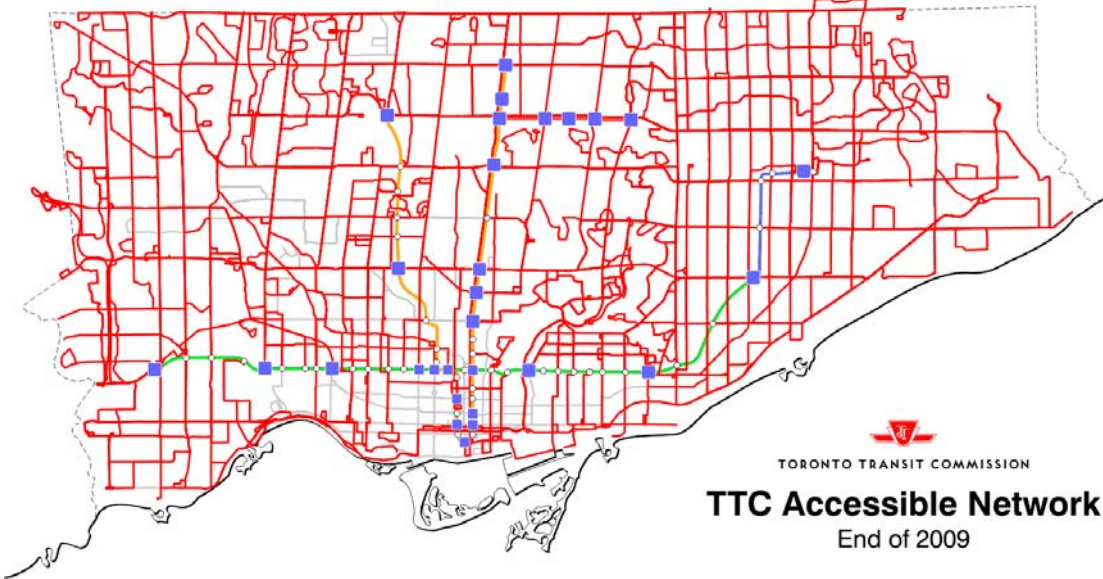 TORONTO TRANSIT COMMISSION
TTC Accessible Network
End of 2009